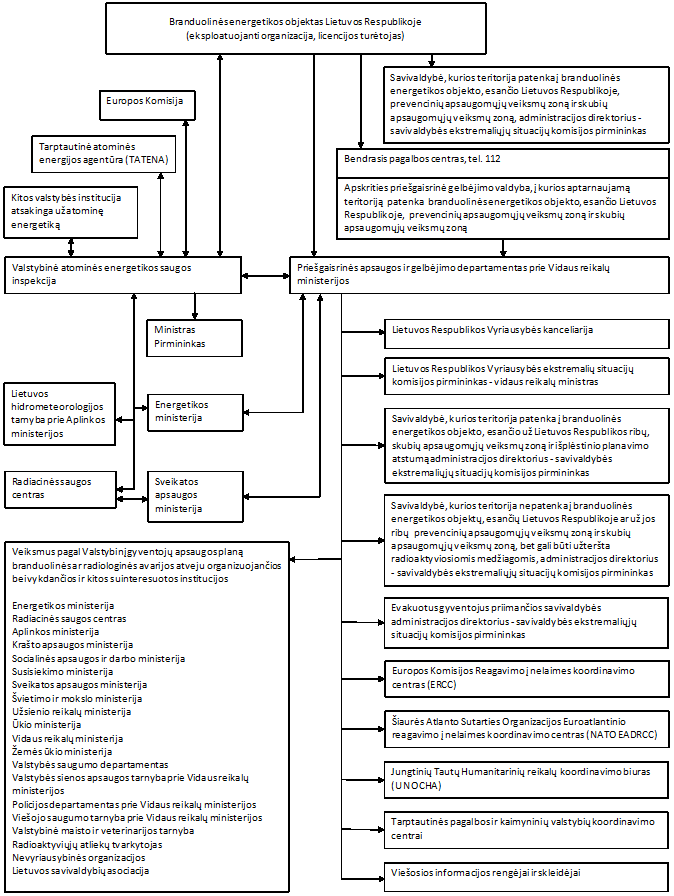 Branduolinės energetikos objektas Lietuvos Respublikoje
(eksploatuojanti organizacija, licencijos turėtojas)
Savivaldybė, kurios teritorija patenka į branduolinės
energetikos objekto, esančio Lietuvos Respublikoje,
prevencinių apsaugomųjų veiksmų zoną ir skubių
apsaugomųjų veiksmų zoną, administracijos direktorius -
savivaldybės ekstremaliųjų situacijų komisijos pirmininkas
Europos Komisija
Tarptautinė atominės
energijos agentūra (TATENA)
Bendrasis pagalbos centras, tel. 112
Apskrities priešgaisrinė gelbėjimo valdyba, į kurios aptarnaujamą
teritoriją patenka branduolinės energetikos objekto, esančio Lietuvos
Respublikoje, prevencinių apsaugomųjų veiksmų zoną ir skubių
apsaugomųjų veiksmų zoną
Kitos valstybės institucija
atsakinga už atominę
energetiką
Valstybinė atominės energetikos saugos
inspekcija
Priešgaisrinės apsaugos ir gelbėjimo departamentas prie Vidaus reikalų
ministerijos
Ministras
Pirmininkas
Lietuvos Respublikos Vyriausybės kanceliarija
Lietuvos Respublikos Vyriausybės ekstremalių situacijų
komisijos pirmininkas - vidaus reikalų ministras
Lietuvos
hidrometeorologijos
tarnyba prie Aplinkos
ministerijos
Energetikos
ministerija
Savivaldybė, kurios teritorija patenka į branduolinės
energetikos objekto, esančio už Lietuvos Respublikos ribų,
skubių apsaugomųjų veiksmų zoną ir išplėstinio planavimo
atstumą administracijos direktorius - savivaldybės
ekstremaliųjų situacijų komisijos pirmininkas
Radiacinės saugos
centras
Sveikatos
apsaugos
ministerija
Savivaldybė, kurios teritorija nepatenka į branduolinės
energetikos objektų, esančių Lietuvos Respublikoje ar už jos
ribų prevencinių apsaugomųjų veiksmų zoną ir skubių
apsaugomųjų veiksmų zoną, bet gali būti užteršta
radioaktyviosiomis medžiagomis, administracijos direktorius
- savivaldybės ekstremaliųjų situacijų komisijos pirmininkas
Veiksmus pagal Valstybinį gyventojų apsaugos planą
branduolinės ar radiologinės avarijos atveju organizuojančios
bei vykdančios ir kitos suinteresuotos institucijos
Energetikos ministerija
Radiacinė saugos centras
Aplinkos ministerija
Krašto apsaugos ministerija
Socialinės apsaugos ir darbo ministerija
Susisiekimo ministerija
Sveikatos apsaugos ministerija
Švietimo ir mokslo ministerija
Užsienio reikalų ministerija
Ūkio ministerija
Vidaus reikalų ministerija
Žemės ūkio ministerija
Valstybės saugumo departamentas
Valstybės sienos apsaugos tarnyba prie Vidaus reikalų
ministerijos
Policijos departamentas prie Vidaus reikalų ministerijos
Viešojo saugumo tarnyba prie Vidaus reikalų ministerijos
Valstybinė maisto ir veterinarijos tarnyba
Radioaktyviųjų atliekų tvarkytojas
Nevyriausybinės organizacijos
Lietuvos savivaldybių asociacija
Evakuotus gyventojus priimančios savivaldybės
administracijos direktorius - savivaldybės ekstremaliųjų
situacijų komisijos pirmininkas
Europos Komisijos Reagavimo į nelaimes koordinavimo
centras (ERCC)
Šiaurės Atlanto Sutarties Organizacijos Euroatlantinio
reagavimo į nelaimes koordinavimo centras (NATO EADRCC)
Jungtinių Tautų Humanitarinių reikalų koordinavimo biuras
(UN OCHA)
Tarptautinės pagalbos ir kaimyninių valstybių koordinavimo
centrai
Viešosios informacijos rengėjai ir skleidėjai